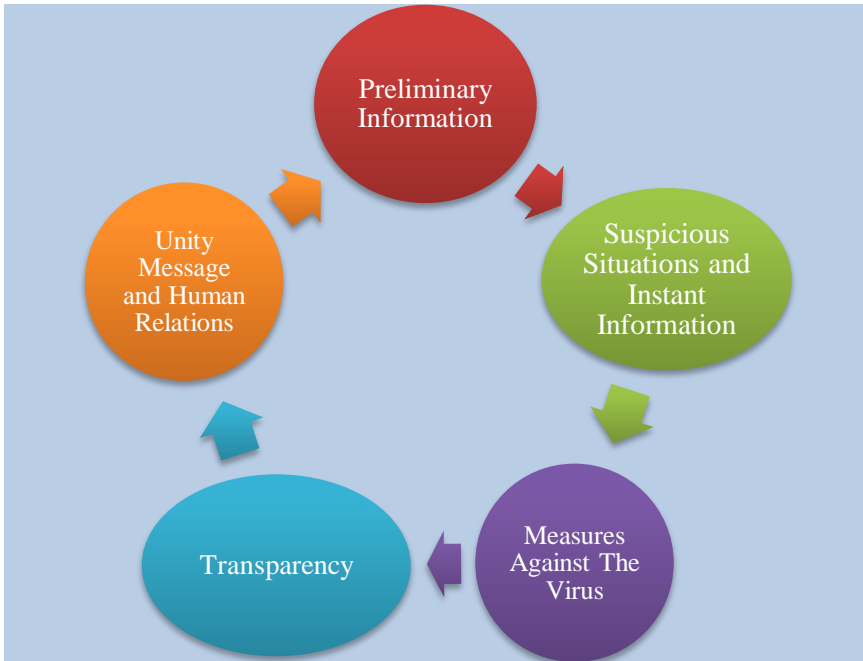 Preliminary
Information
Suspicious
Situations and
Instant
Information
Measures
Against The
Virus
Transparency
Unity
Message
and Human
Relations